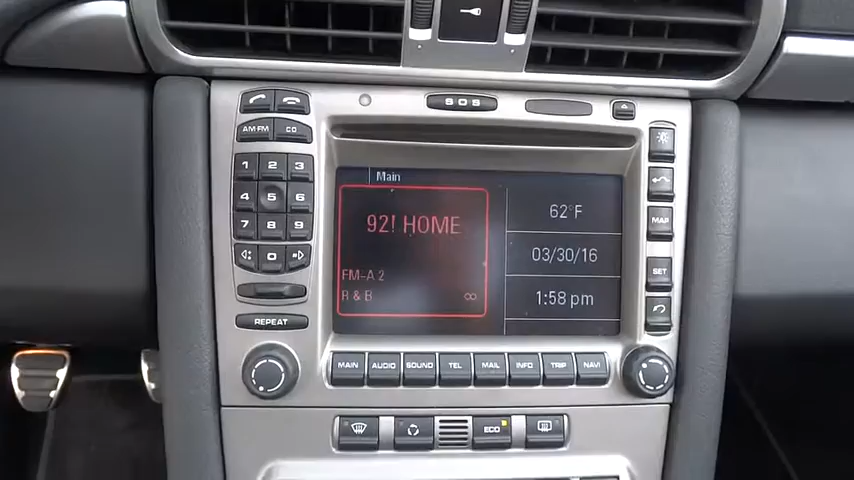 SOS
AM FM CD
1 2 3
4 5 6
7 8 9
0
REPEAT
Main
92! HOME
FM-A 2
R & B ∞
62°F
03/30/16
1:58 pm
MAP
SET
MAIN AUDIO SOUND TEL MAIL INFO TRIP NAVI
ECO